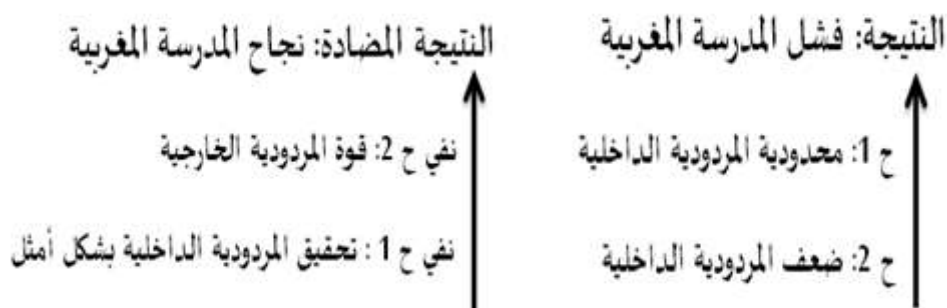 النتيجة: فشل المدرسة المغربية
ح 1: محدودية المردودية الداخلية
ح 2: ضعف المردودية الداخلية
النتيجة المضادة: نجاح المدرسة المغربية
نفي ح 2: قوة المردودية الخارجية
نفي ح 1 : تحقيق المردودية الداخلية بشكل أمثل